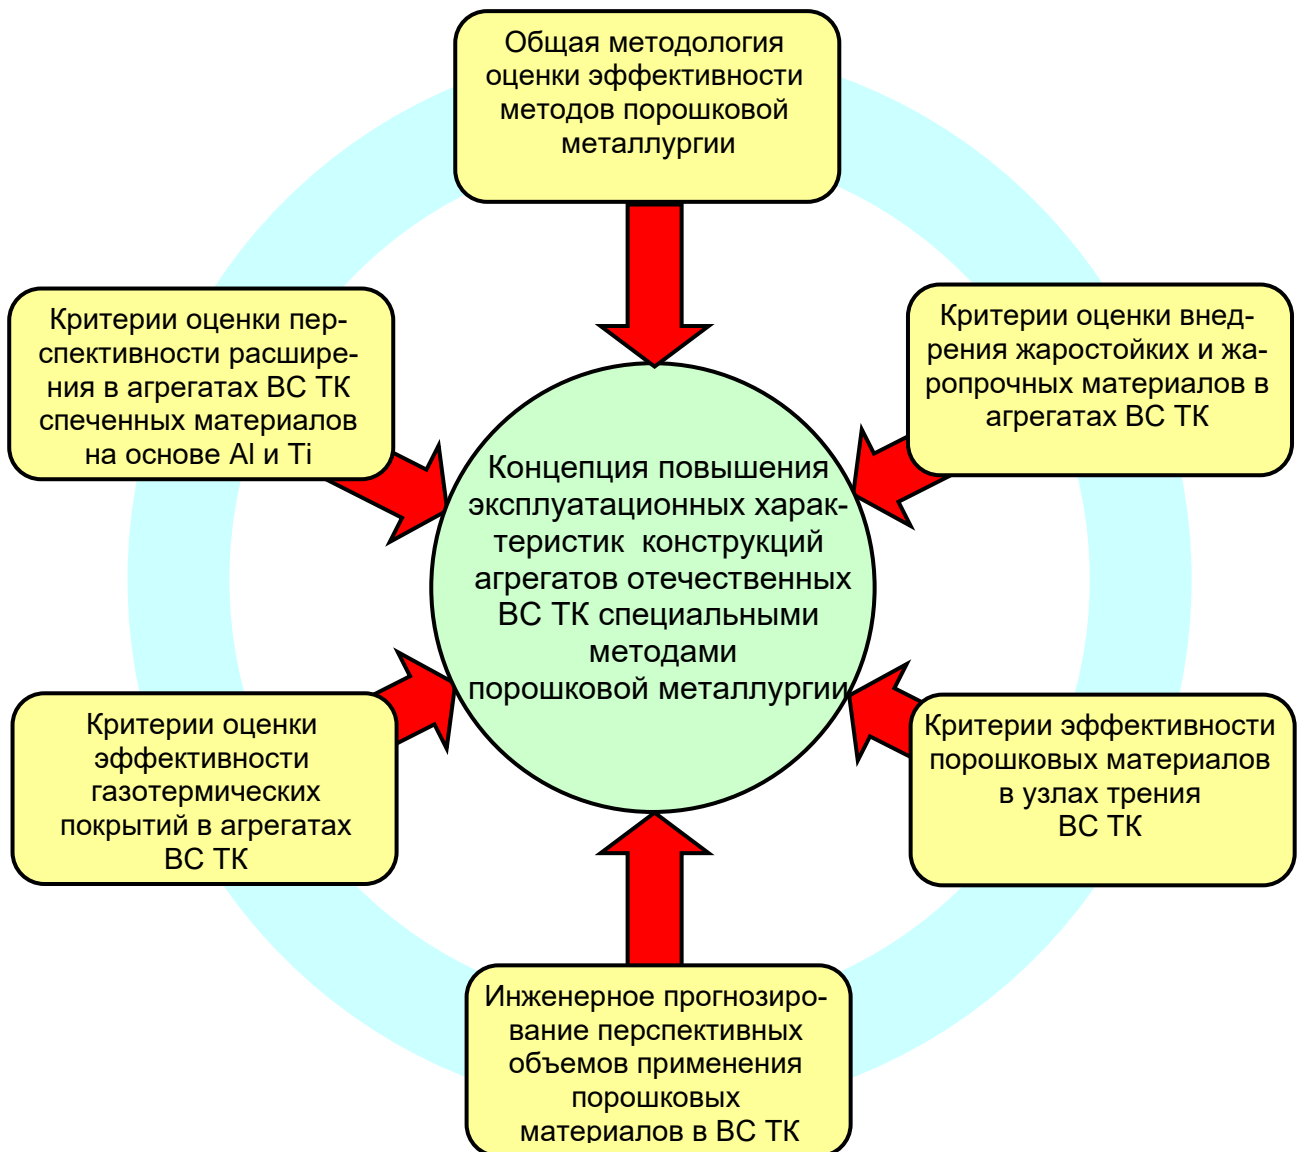 Общая методология
оценки эффективности
методов порошковой
металлургии
Критерии оценки пер-
спективности расшире-
ния в агрегатах ВС ТК
спеченных материалов
на основе Al и Ti
Критерии оценки внед-
рения жаростойких и жа-
ропрочных материалов в
агрегатах ВС ТК
Концепция повышения
эксплуатационных харак-
теристик конструкций
агрегатов отечественных
ВС ТК специальными
методами
порошковой металлургии
Критерии оценки
эффективности
газотермических
покрытий в агрегатах
ВС ТК
Критерии эффективности
порошковых материалов
в узлах трения
ВС ТК
Инженерное прогнозиро-
вание перспективных
объемов применения
порошковых
материалов в ВС ТК